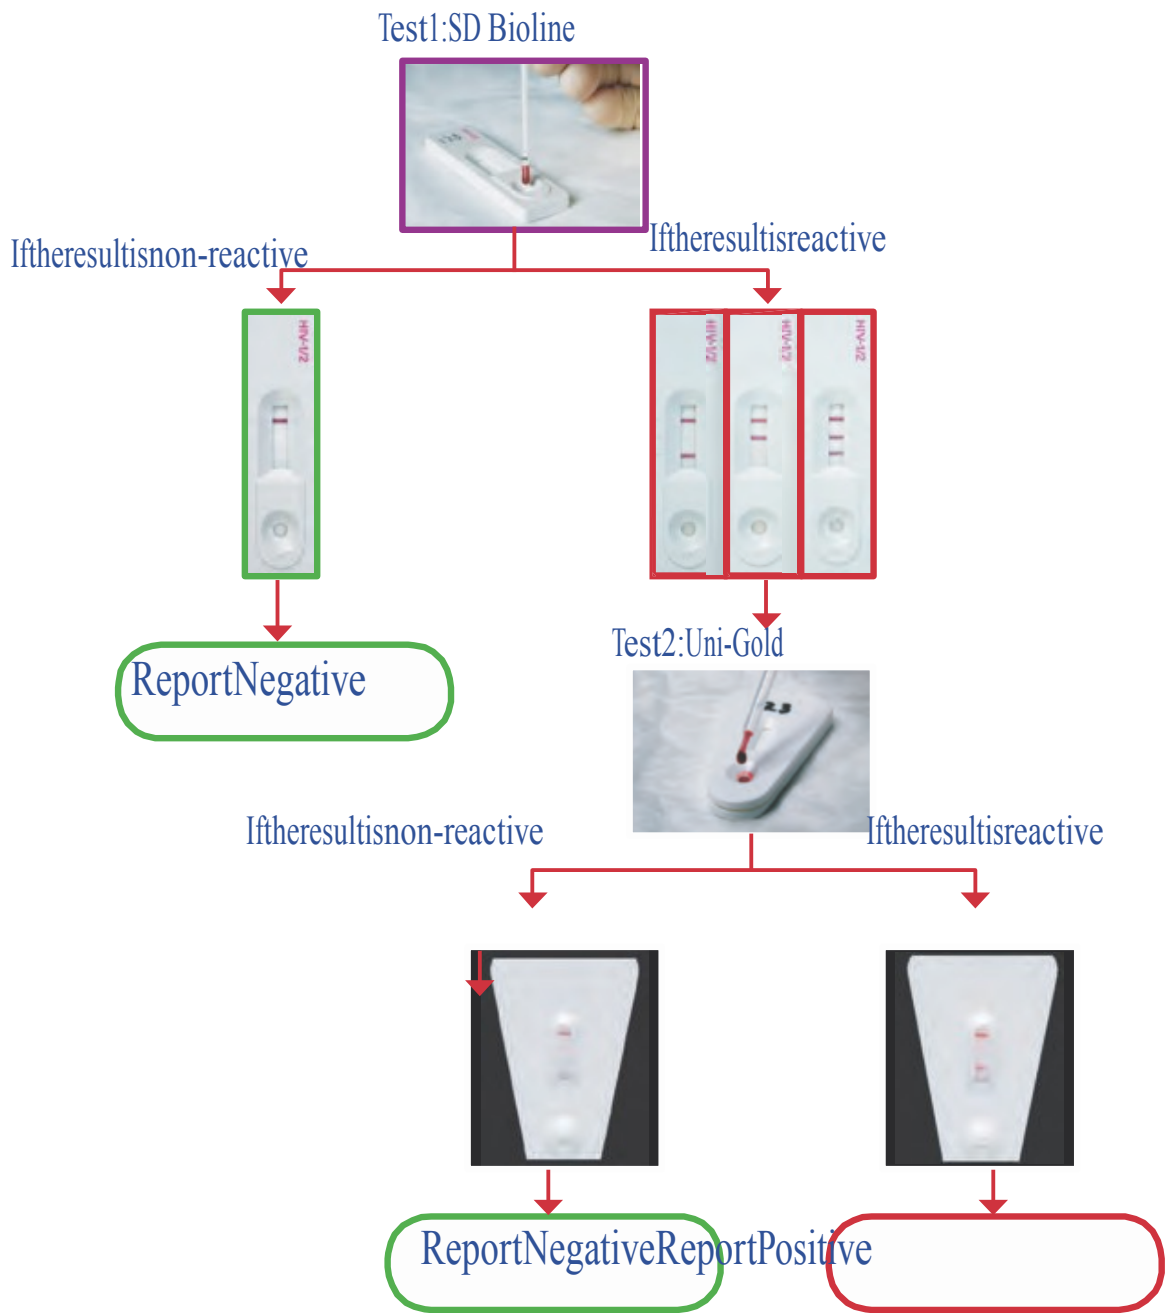 Test1:SD Bioline
Iftheresultisnon-reactive
Iftheresultisreactive
HIV-1/2
HIV-1/2
HIV-1/2
HIV-1/2
ReportNegative
Test2:Uni-Gold
Iftheresultisnon-reactive
Iftheresultisreactive
ReportNegativeReportPositive